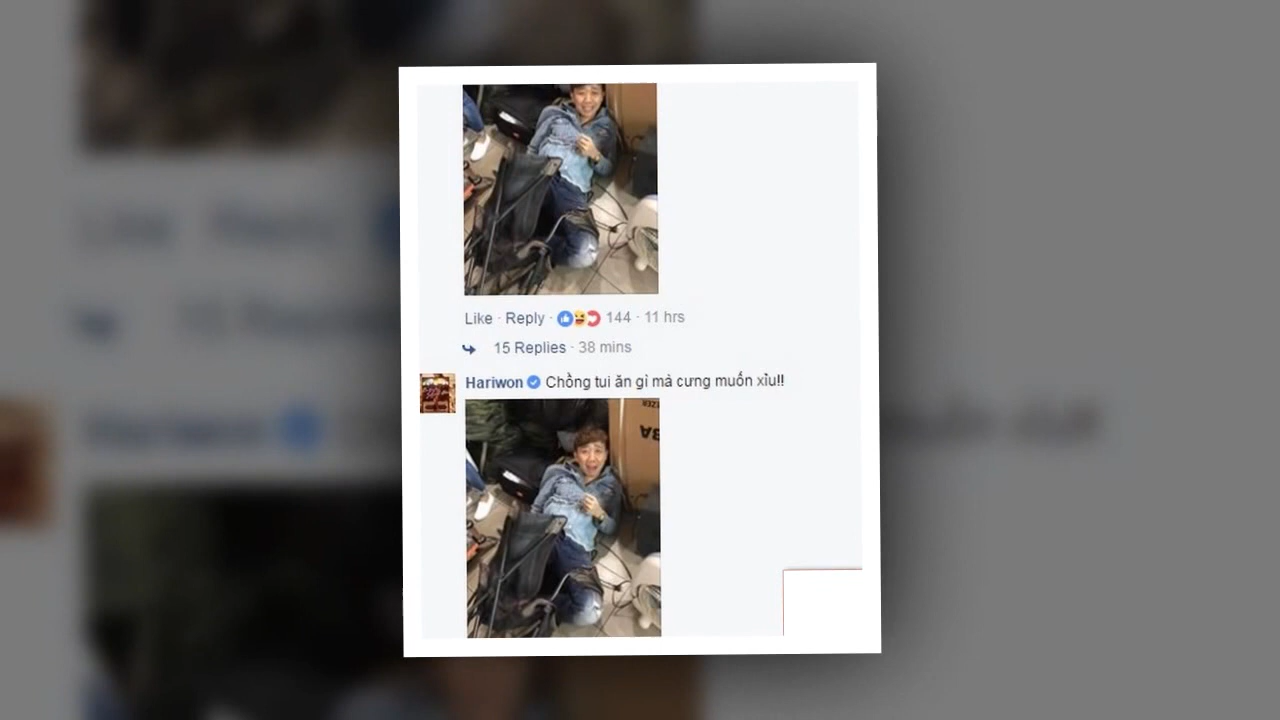 Like · Reply · 144 · 11 hrs
15 Replies · 38 mins
Hariwon Chồng tui ăn gì mà cưng muốn xỉu!!